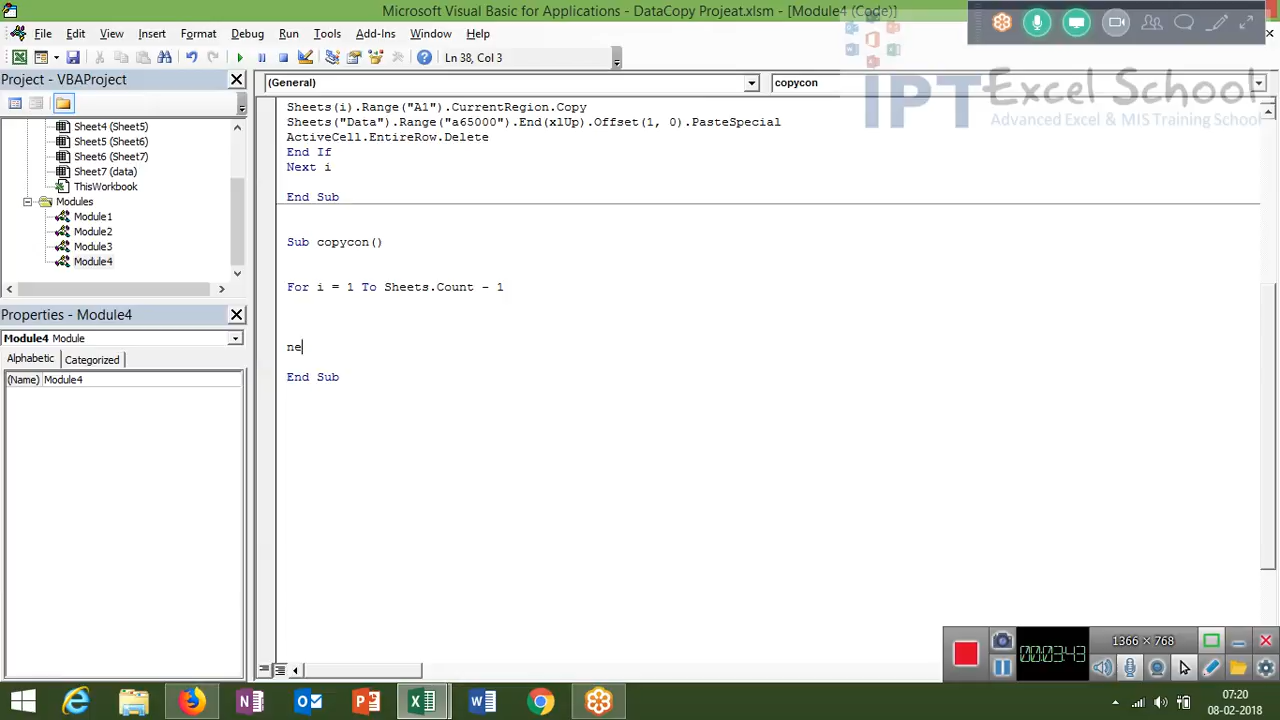 Microsoft Visual Basic for Applications - DataCopy Projeat.xlsm - [Module4 (Code)]
File Edit View Insert Format Debug Run Tools Add-Ins Window Help
Ln 38, Col 3
IPT Excel School
Advanced Excel & MIS Training School
Project - VBAProject
(General)
copycon
Sheet4 (Sheet5)
Sheet5 (Sheet6)
Sheet6 (Sheet7)
Sheet7 (data)
ThisWorkbook
Modules
Module1
Module2
Module3
Module4
Sheets(i).Range("A1").CurrentRegion.Copy
Sheets("Data").Range("a65000").End(xlUp).Offset(1, 0).PasteSpecial
ActiveCell.EntireRow.Delete
End If
Next i
End Sub
Sub copycon()
For i = 1 To Sheets.Count - 1
ne
End Sub
Properties - Module4
Module4 Module
Alphabetic Categorized
(Name) Module4
1366 × 768
00:03:43
07:20
08-02-2018